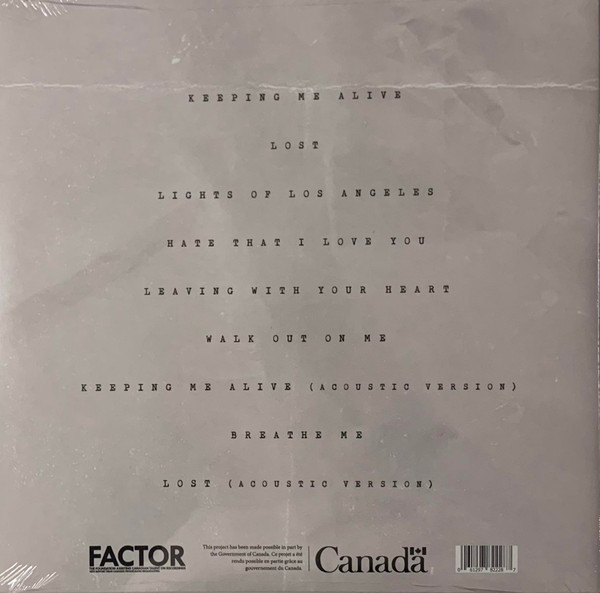 KEEPING ME ALIVE
LOST
LIGHTS OF LOS ANGELES
HATE THAT I LOVE YOU
LEAVING WITH YOUR HEART
WALK OUT ON ME
KEEPING ME ALIVE (ACOUSTIC VERSION)
BREATHE ME
LOST (ACOUSTIC VERSION)
FACTOR
This project has been made possible in part by
the Government of Canada. Ce projet a été
rendu possible en partie grâce au
gouvernement du Canada.
Canada